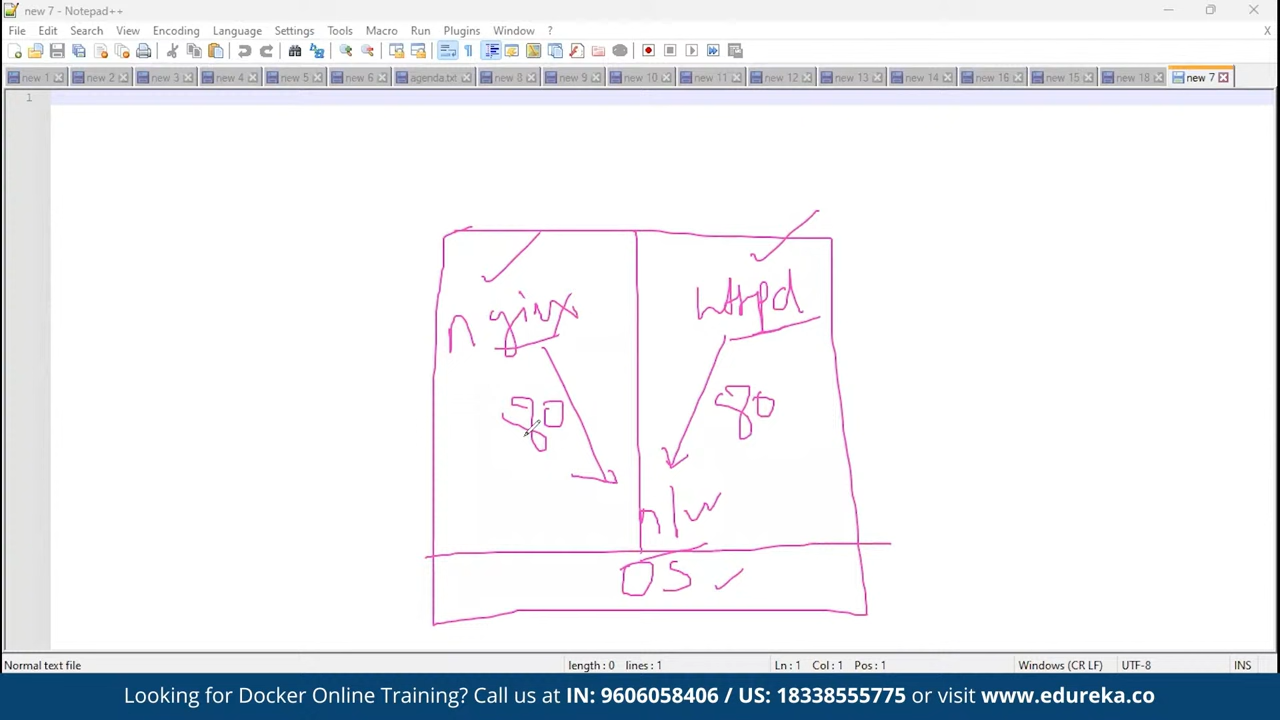 new 7 - Notepad++
File Edit Search View Encoding Language Settings Tools Macro Run Plugins Window X
new 1 new 2 new 3 new 4 new 5 new 6 agenda.txt new 8 new 9 new 10 new 11 new 12 new 13 new 14 new 16 new 15 new 18 new 7
1
nginx httpd
80 80
n/w
OS
Normal text file length : 0 lines : 1 Ln : 1 Col : 1 Pos : 1 Windows (CR LF) UTF-8 INS
Looking for Docker Online Training? Call us at IN: 9606058406 / US: 18338555775 or visit www.edureka.co